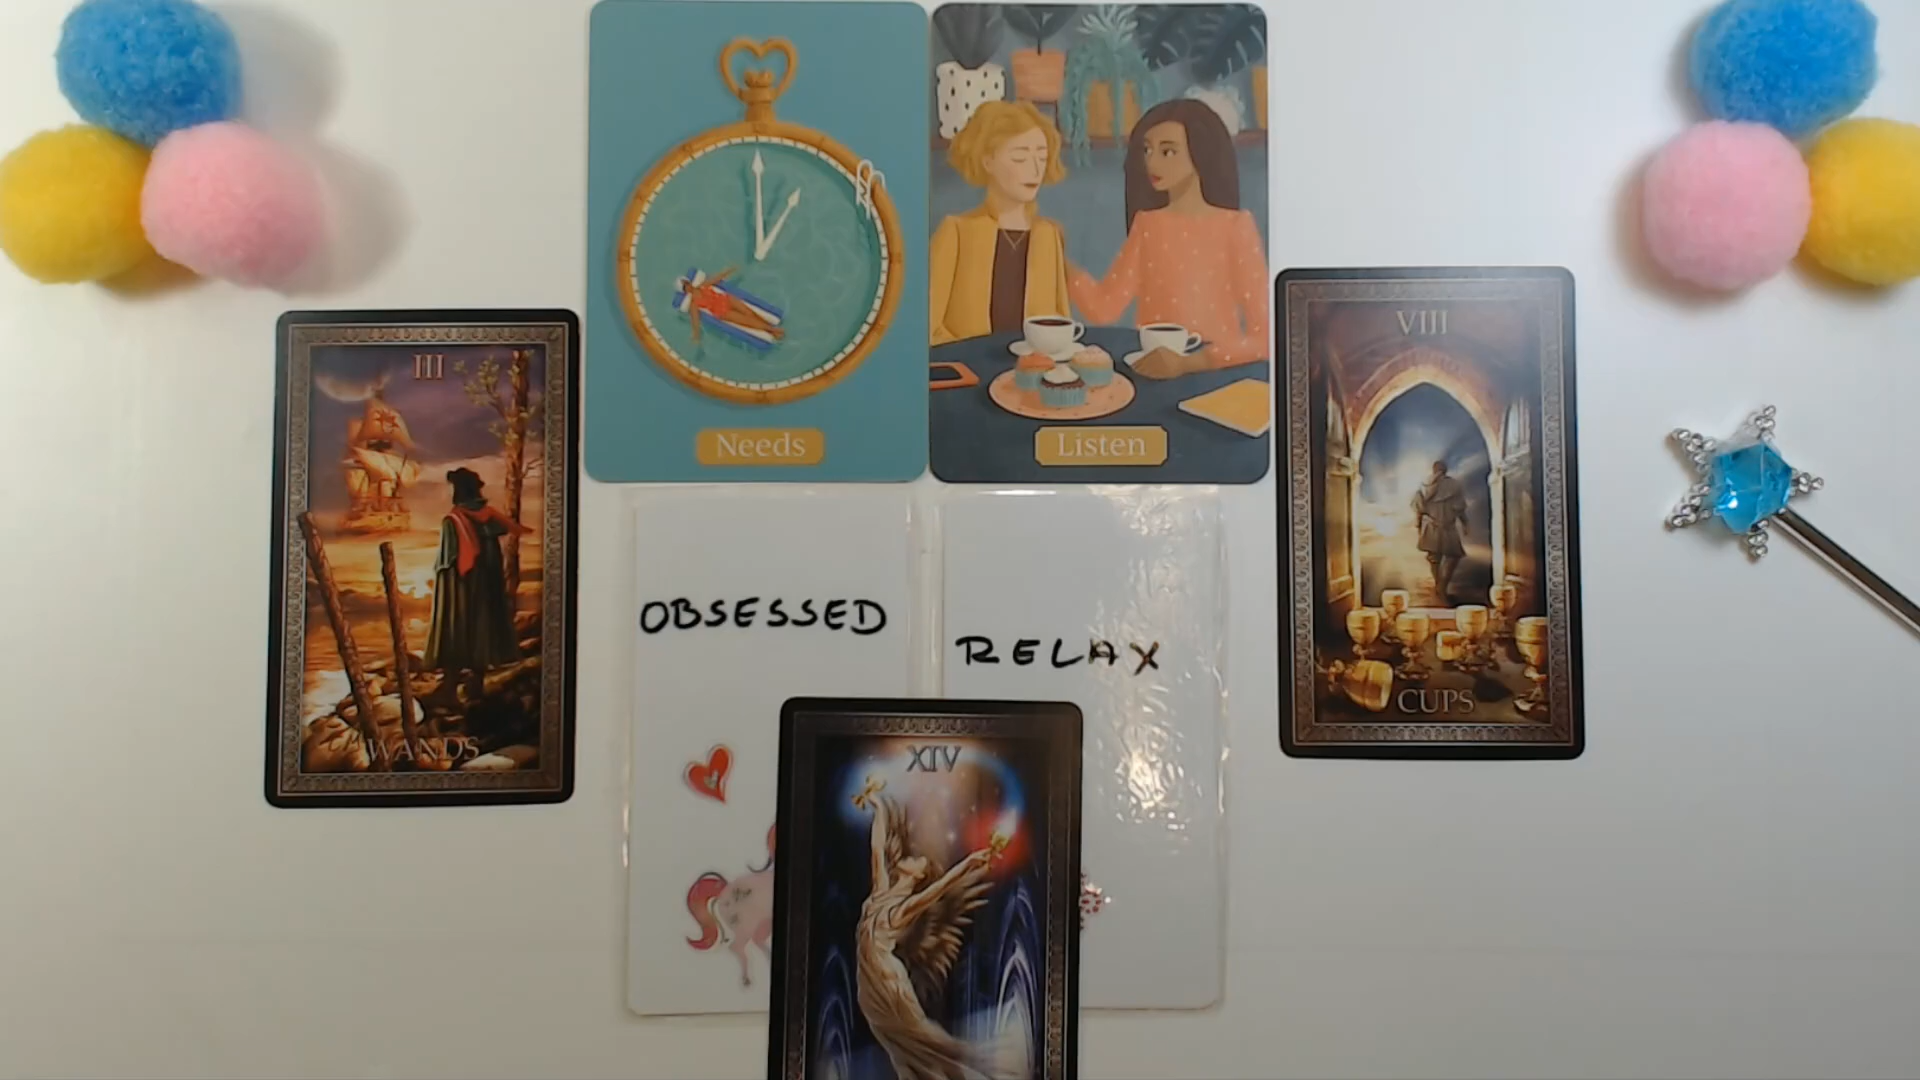 Needs
Listen
III
WANDS
VIII
CUPS
OBSESSED
RELAX
XIV